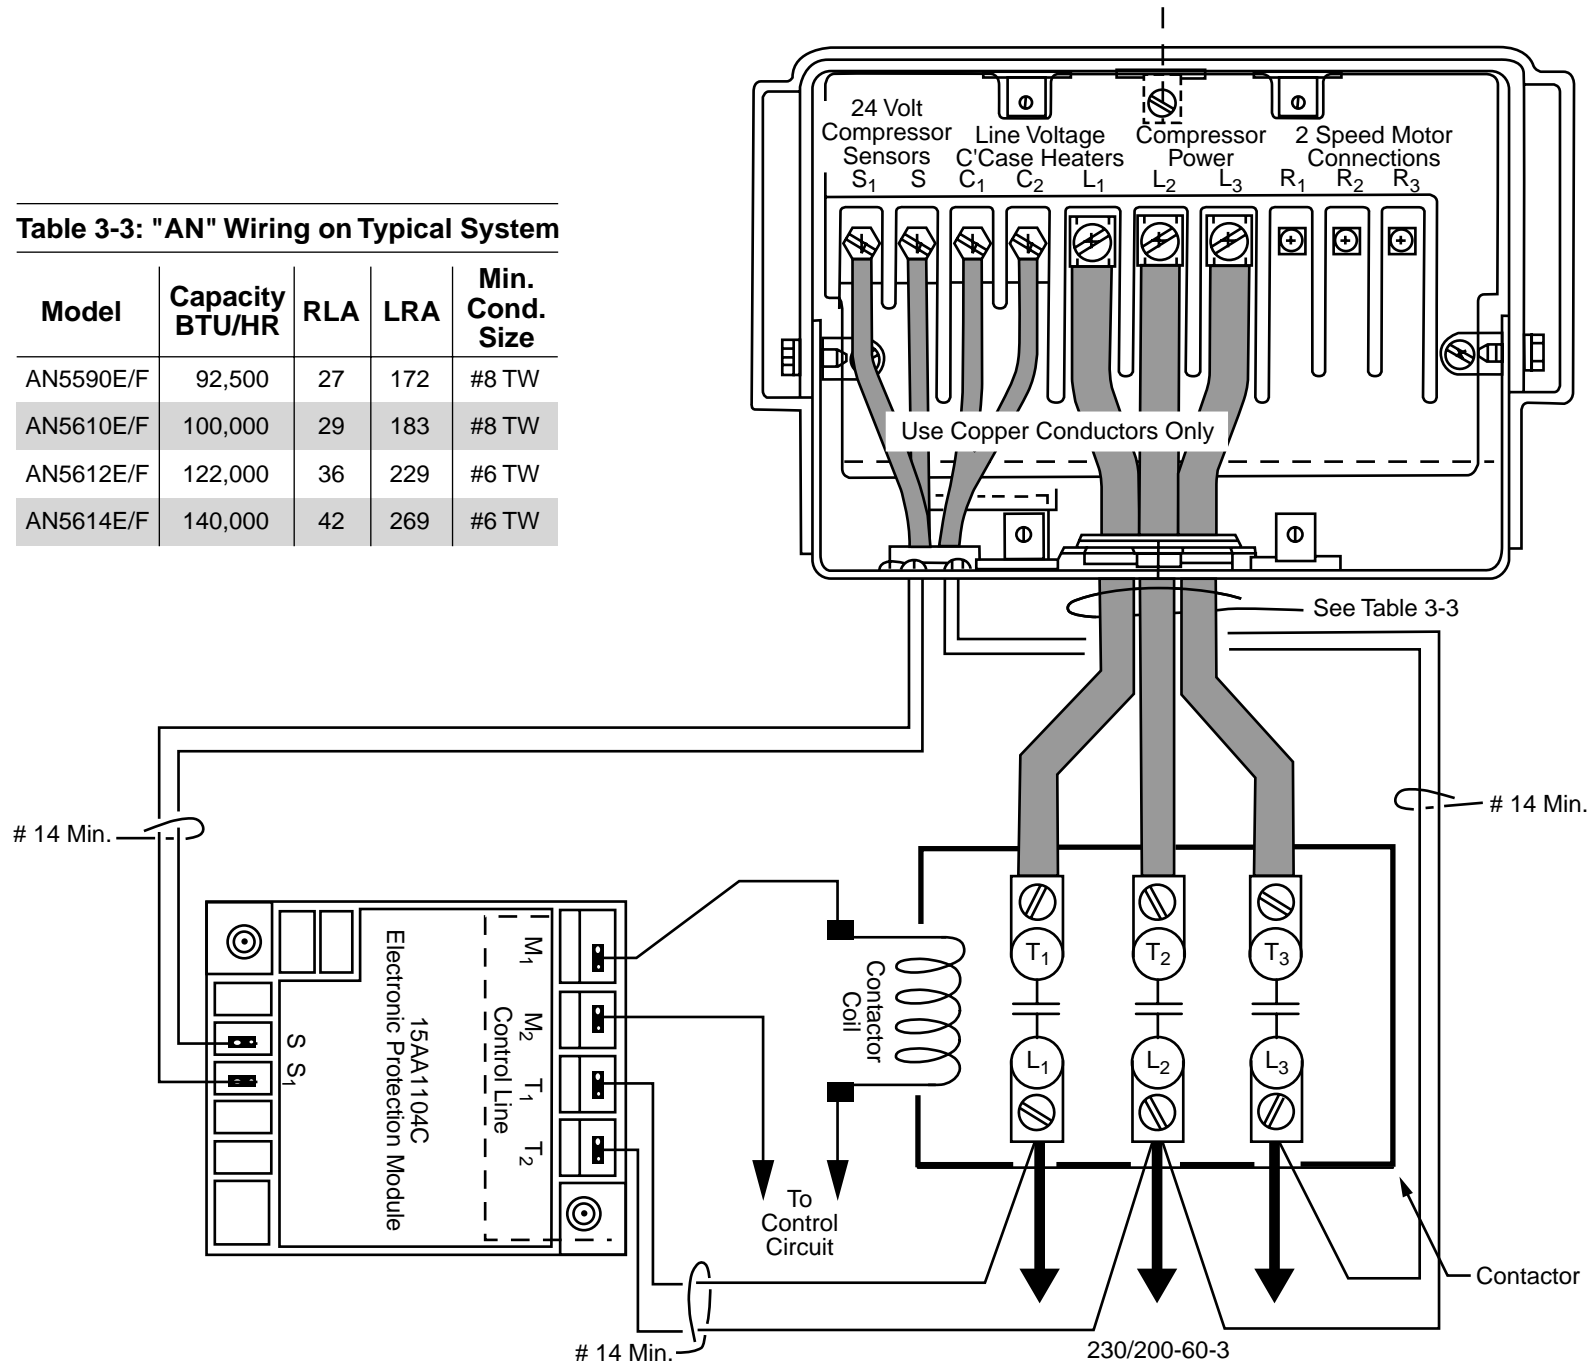 24 Volt
Compressor
Sensors
Line Voltage
C'Case Heaters
Compressor
Power
2 Speed Motor
Connections
S1 S C1 C2 L1 L2 L3 R1 R2 R3
Table 3-3: "AN" Wiring on Typical System
Model Capacity BTU/HR RLA LRA Min. Cond. Size
AN5590E/F 92,500 27 172 #8 TW
AN5610E/F 100,000 29 183 #8 TW
AN5612E/F 122,000 36 229 #6 TW
AN5614E/F 140,000 42 269 #6 TW
Use Copper Conductors Only
See Table 3-3
# 14 Min.
# 14 Min.
15AA1104C
Electronic Protection Module
S S1
M1 M2 T1 T2
Control Line
Contactor
Coil
T1 T2 T3
L1 L2 L3
To
Control
Circuit
Contactor
# 14 Min.
230/200-60-3